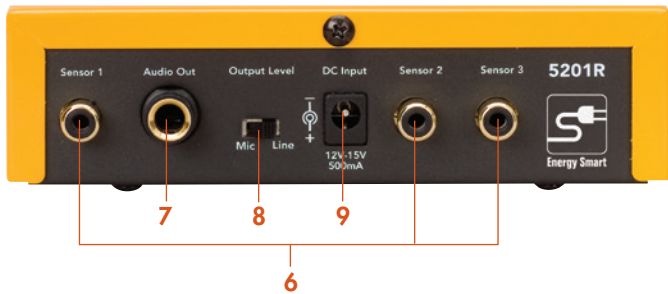 Sensor 1 Audio Out Output Level DC Input Sensor 2 Sensor 3 5201R
− +
Mic Line
12V-15V
500mA
Energy Smart
7 8 9
6